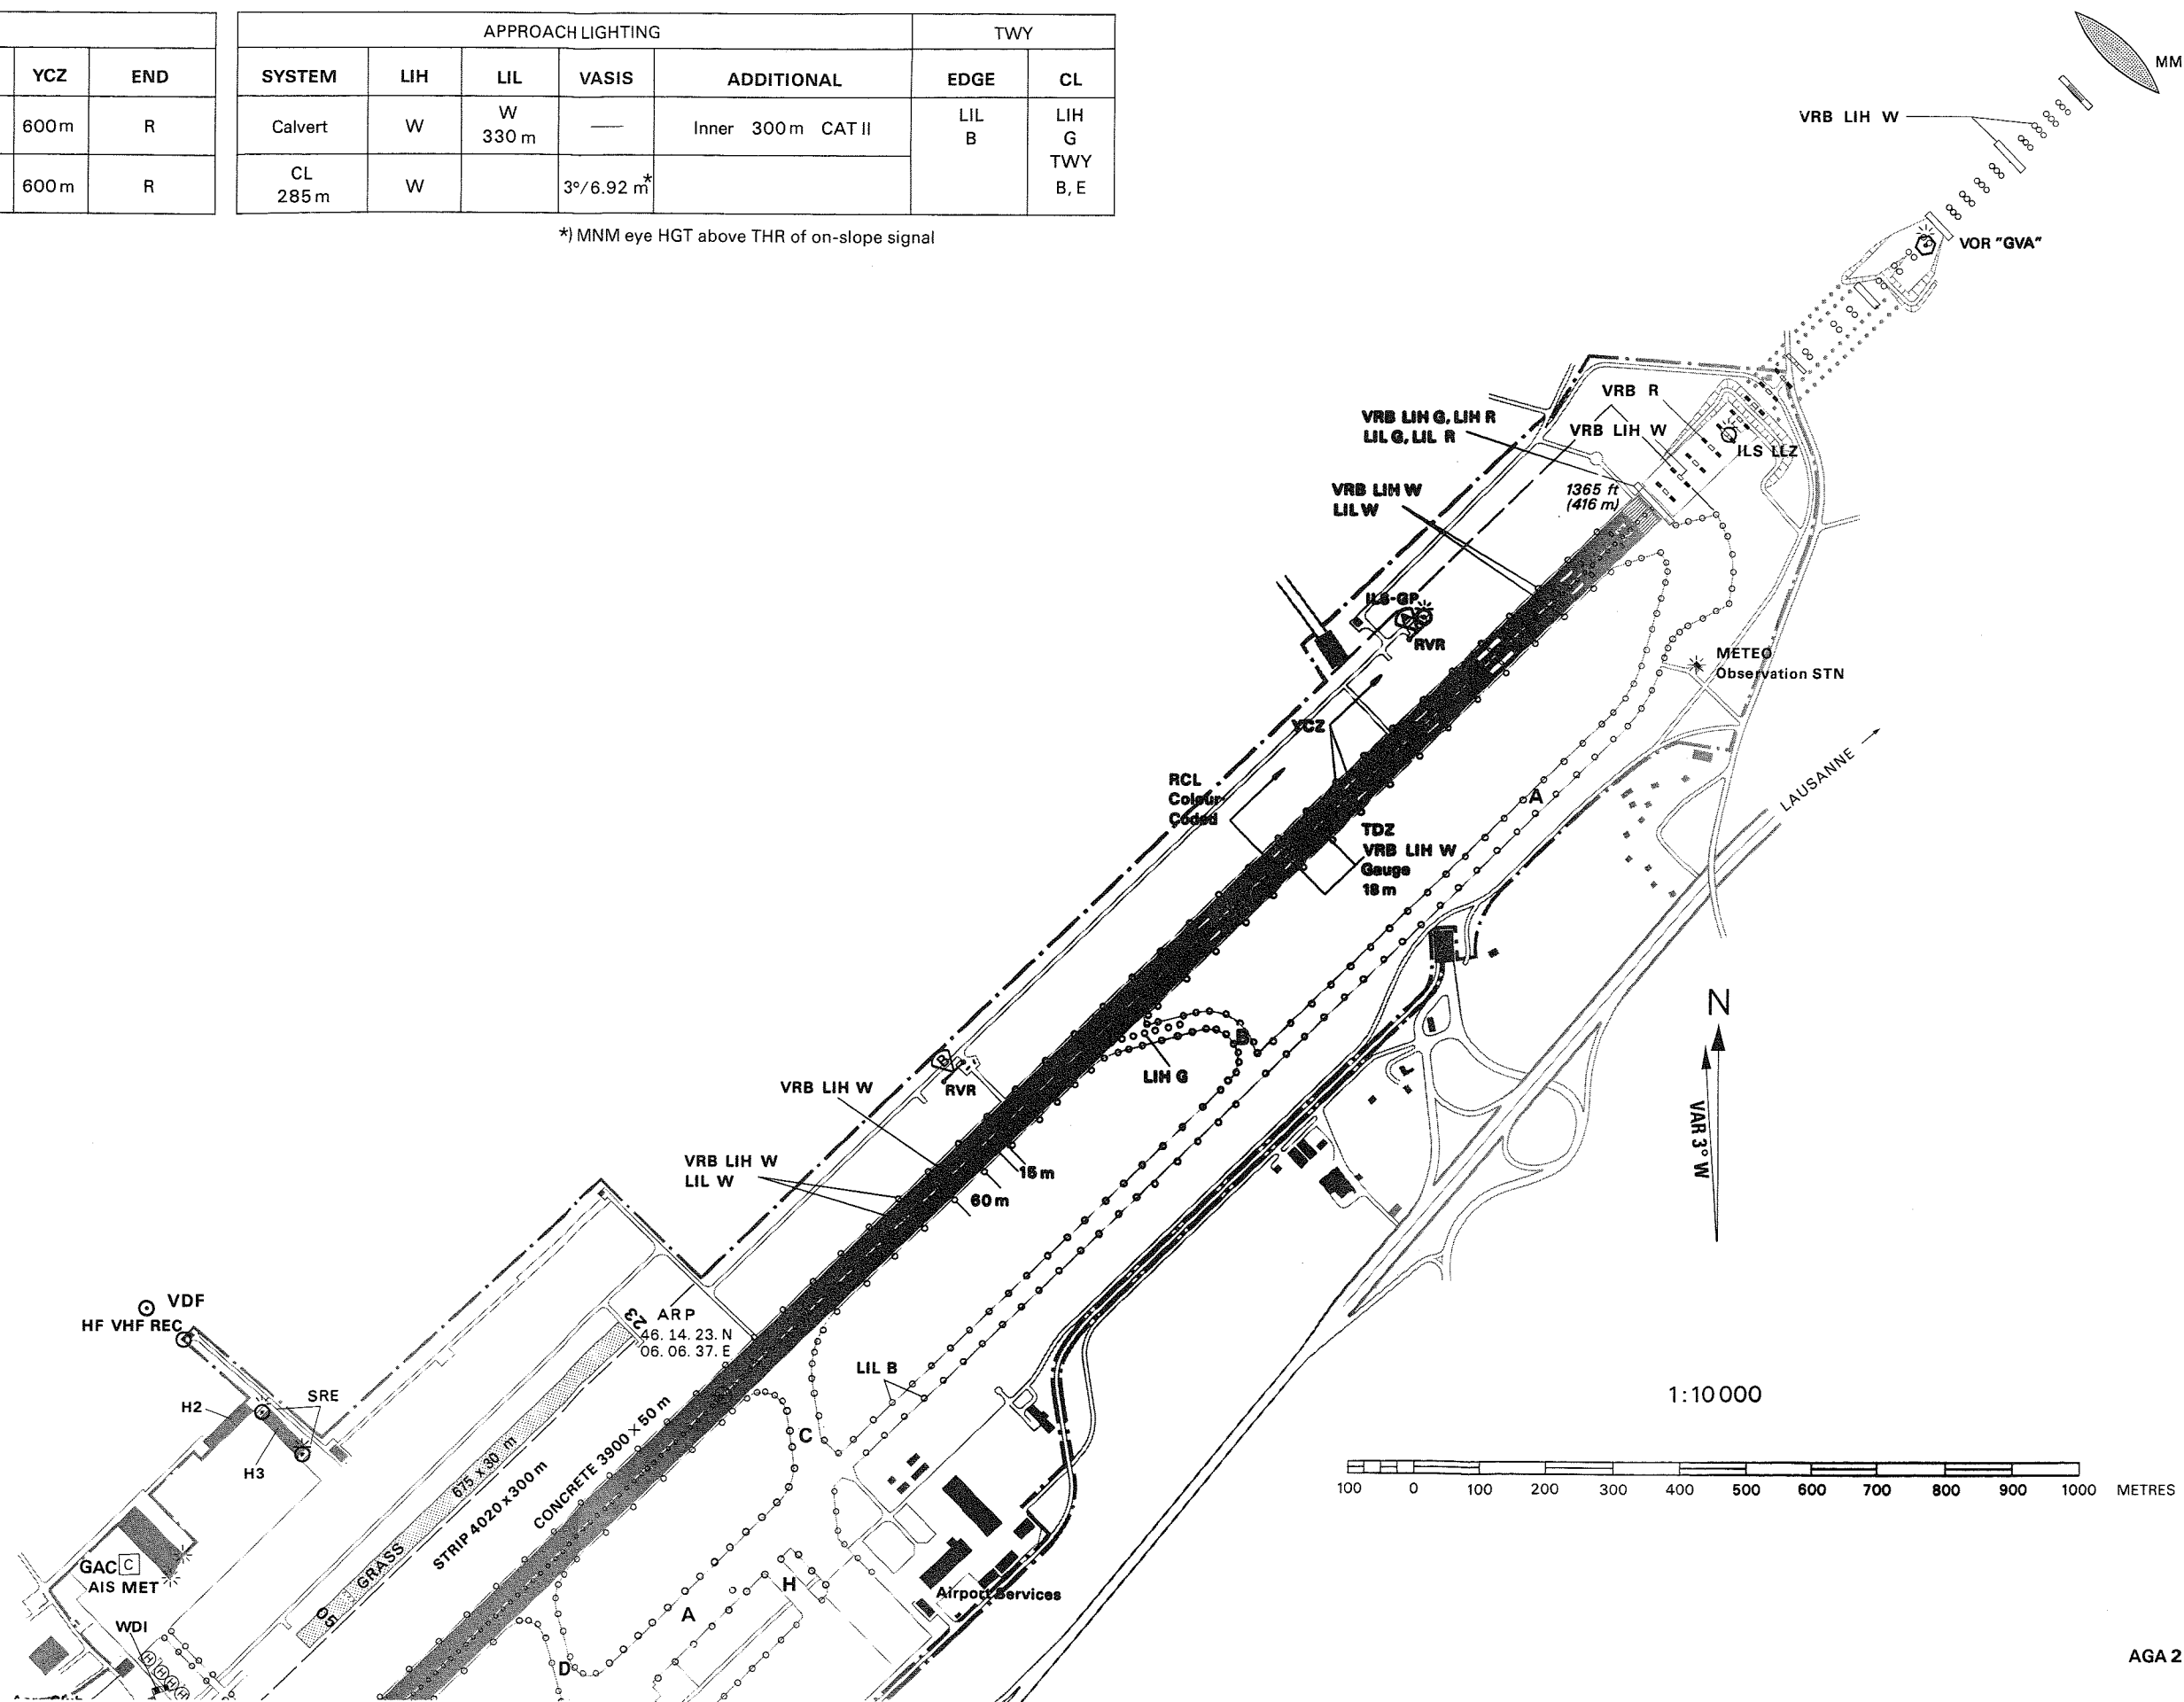 APPROACH LIGHTING TWY
YCZ END SYSTEM LIH LIL VASIS ADDITIONAL EDGE CL
600 m R Calvert W W 330 m — Inner 300 m CAT II LIL B LIH G TWY B, E
600 m R CL 285 m W 3°/6.92 m*
*) MNM eye HGT above THR of on-slope signal
MM
VRB LIH W
VOR "GVA"
VRB R
VRB LIH G, LIH R
LIL G, LIL R
VRB LIH W
ILS LLZ
1365 ft
(416 m)
VRB LIH W
LIL W
ILS-GP
RVR
METEO
Observation STN
YCZ
LAUSANNE
RCL
Colour
Coded
A
TDZ
VRB LIH W
Gauge
18 m
N
VAR 3° W
B
LIH G
B
RVR
VRB LIH W
VRB LIH W
LIL W
15 m
60 m
VDF
HF VHF REC
23
ARP
46. 14. 23. N
06. 06. 37. E
LIL B
SRE
H2
H3
C
1:10 000
675 x 30 m
GRASS
05
STRIP 4020 x 300 m
CONCRETE 3900 x 50 m
100 0 100 200 300 400 500 600 700 800 900 1000 METRES
GAC C
AIS MET
H
A
Airport Services
WDI
H
H
H
H
D
AGA 2